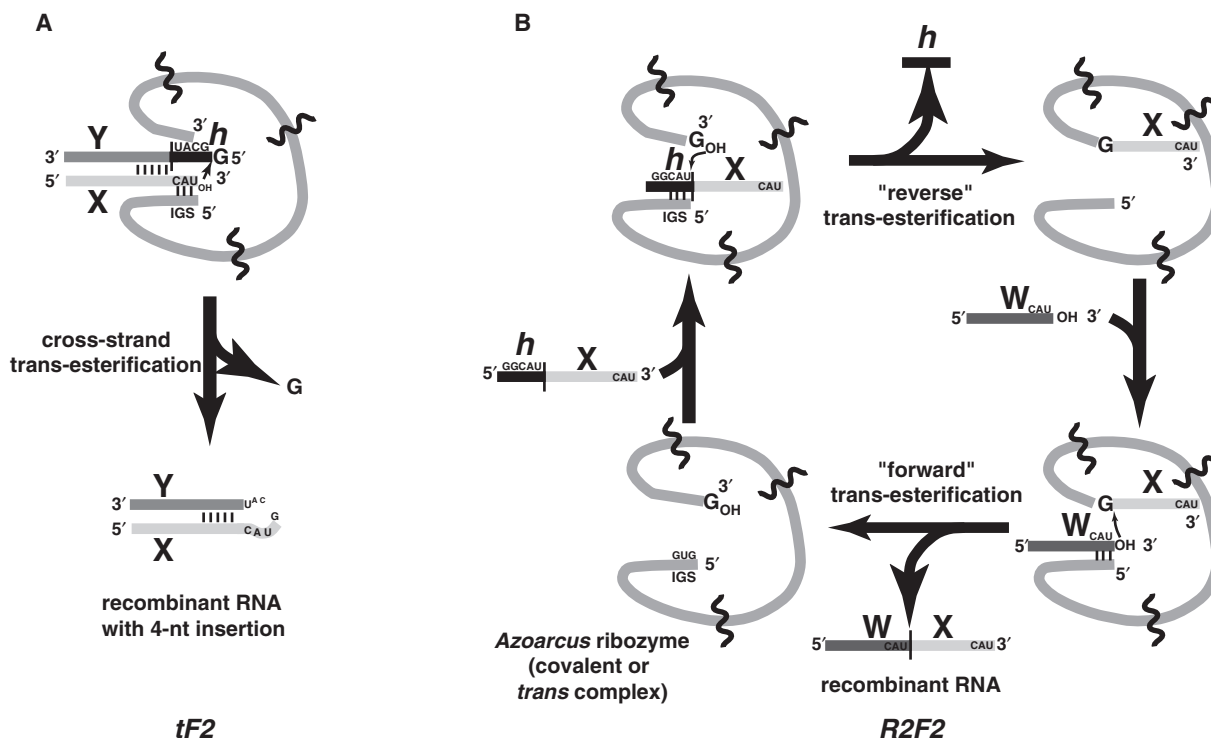 A
3′
h
Y
UACG
3′
G
5′
5′
CAU
OH
3′
X
IGS
5′
cross-strand
trans-esterification
G
Y
3′
U A C
G
5′
C A U
X
recombinant RNA
with 4-nt insertion
tF2
B
3′
G OH
h
X
GGCAU
CAU
IGS
5′
h
"reverse"
trans-esterification
X
G
CAU
3′
5′
h
X
5′
GGCAU
CAU
3′
W
CAU
5′
OH
3′
3′
G OH
GUG
IGS
5′
Azoarcus ribozyme
(covalent or
trans complex)
"forward"
trans-esterification
X
G
CAU
3′
W
CAU
5′
OH
3′
5′
W
X
5′
CAU
CAU
3′
recombinant RNA
R2F2